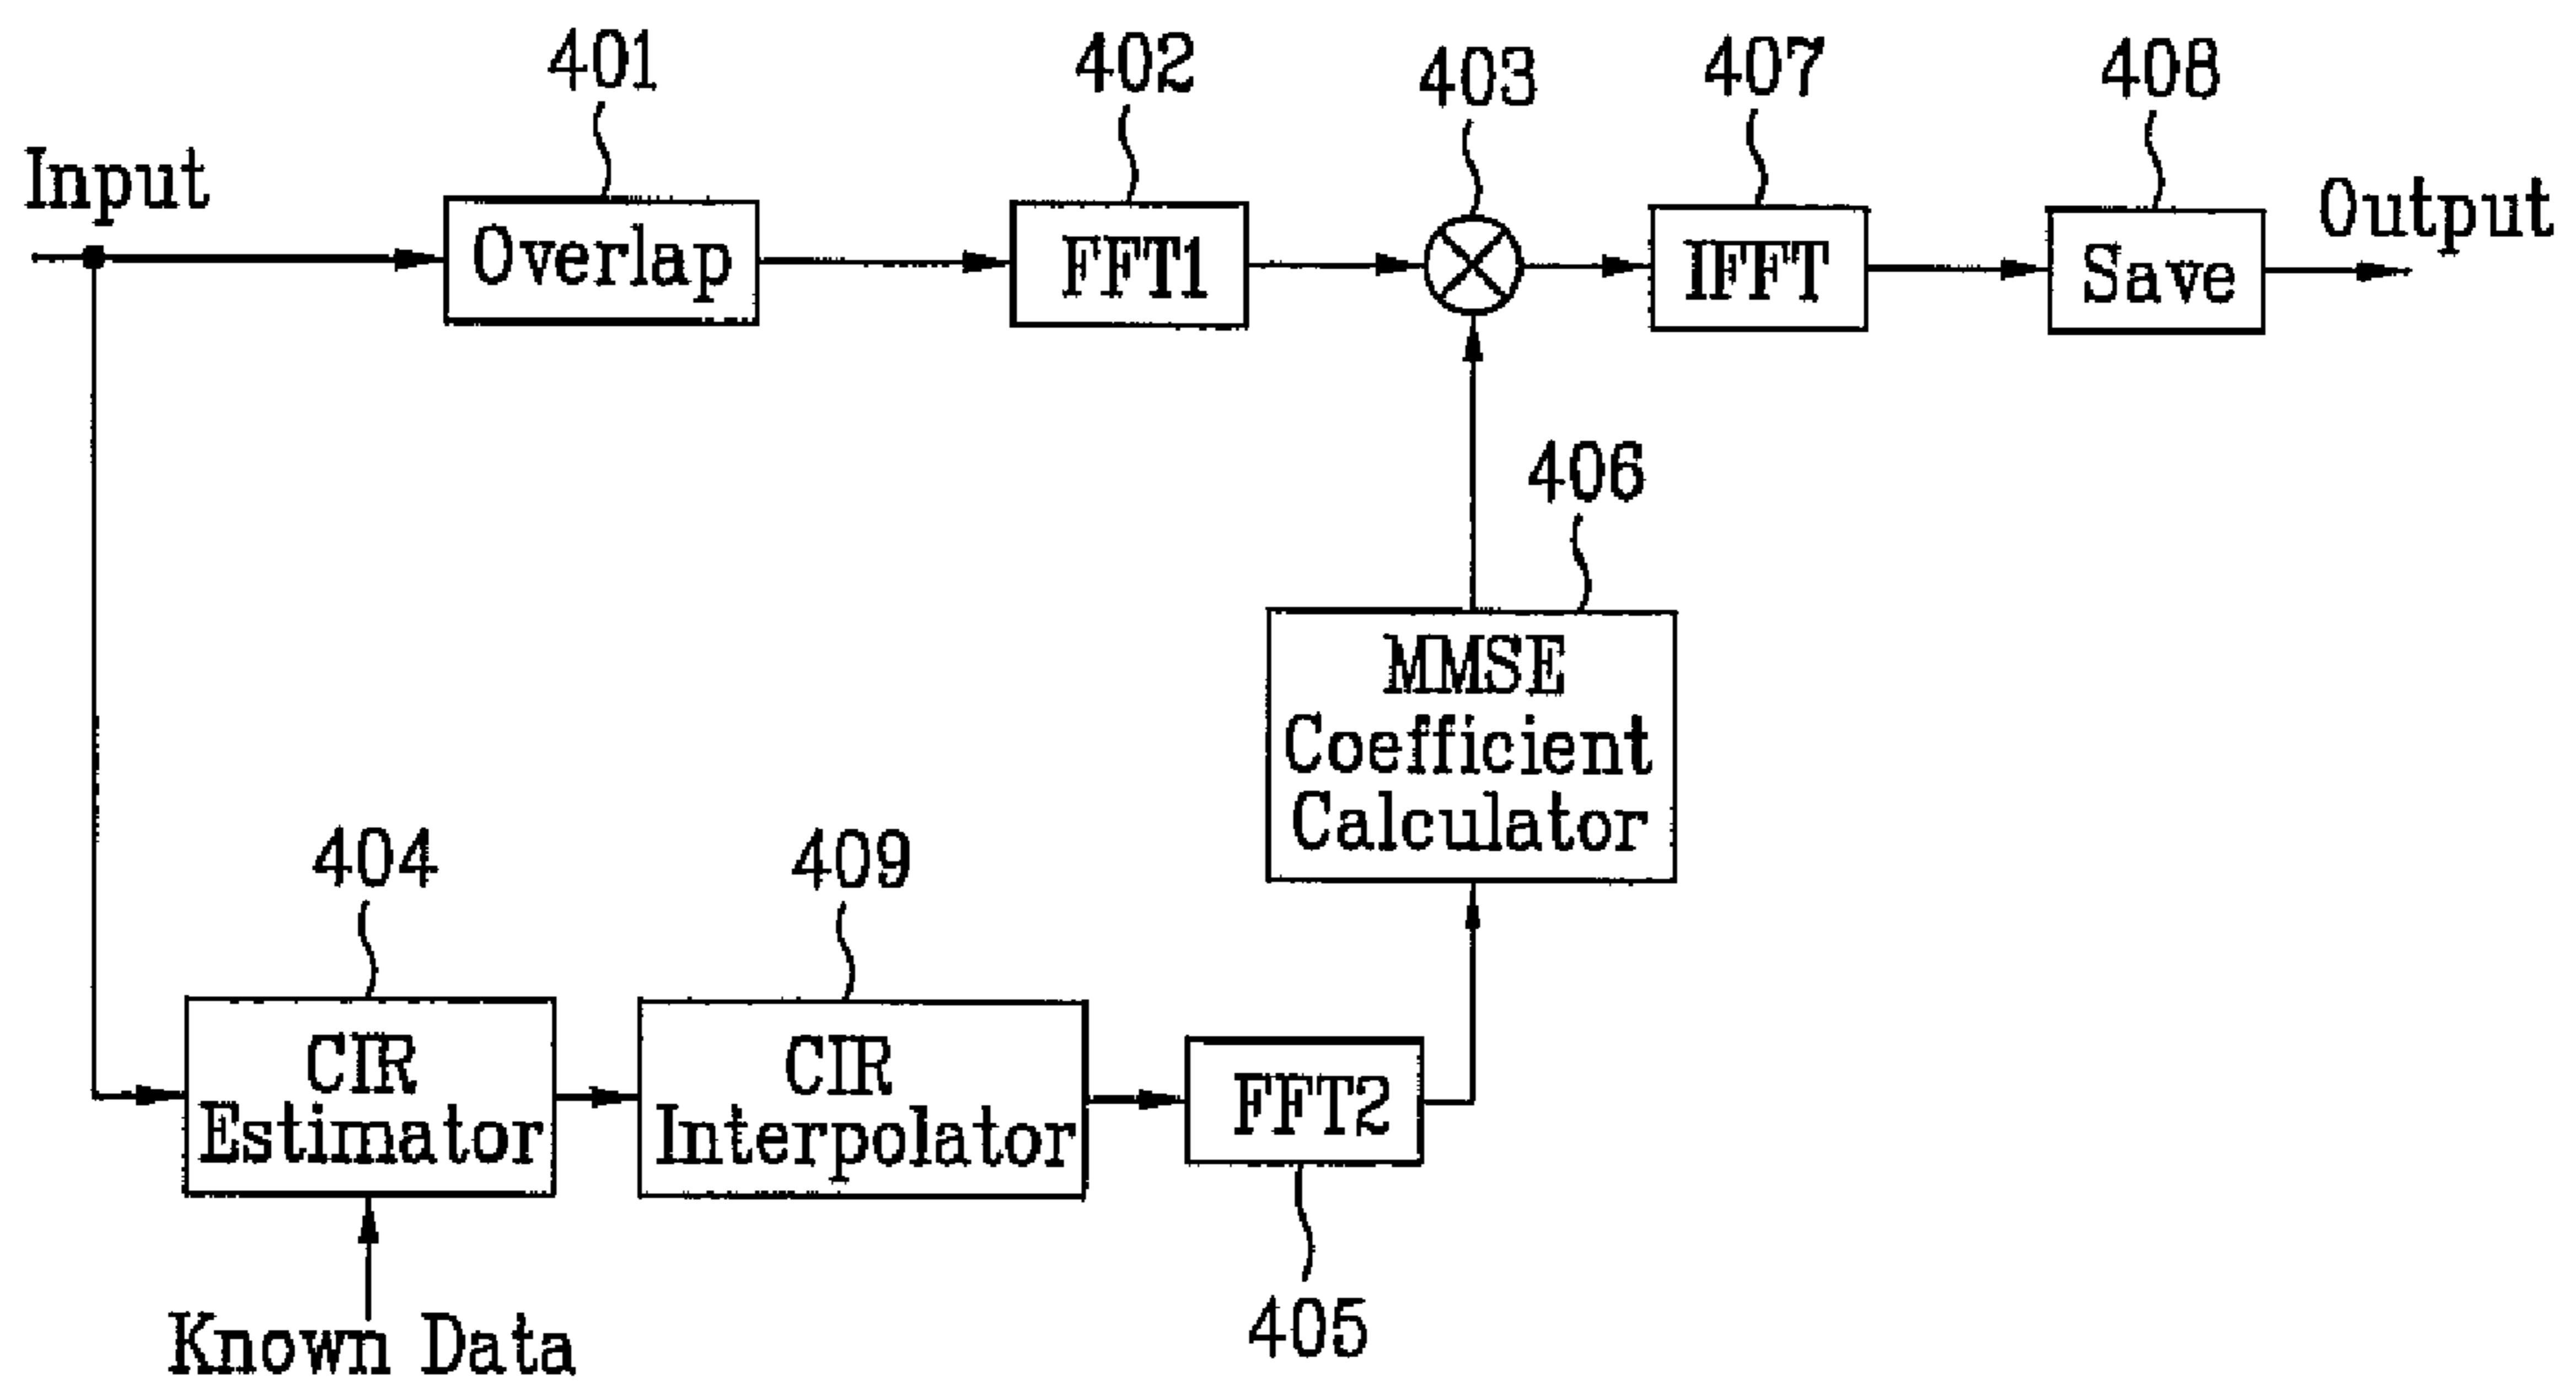 401
402
403
407
408
Input
Overlap
FFT1
IFFT
Save
Output
406
MMSE
Coefficient
Calculator
404
409
CIR
Estimator
CIR
Interpolator
FFT2
405
Known Data